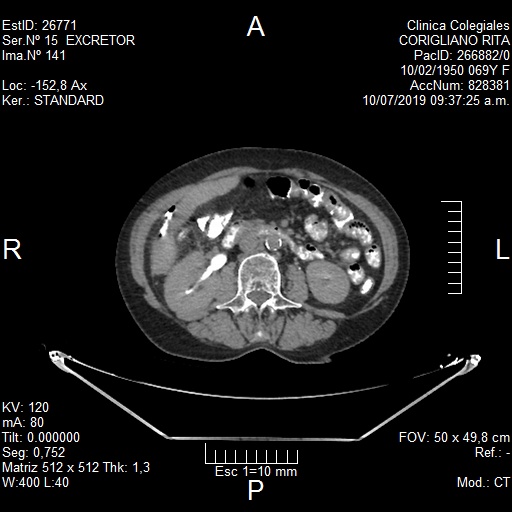 A
EstID: 26771
Ser.Nº 15 EXCRETOR
Ima.Nº 141
Loc: -152,8 Ax
Ker.: STANDARD
Clinica Colegiales
CORIGLIANO RITA
PacID: 266882/0
10/02/1950 069Y F
AccNum: 828381
10/07/2019 09:37:25 a.m.
R
L
KV: 120
mA: 80
Tilt: 0.000000
Seg: 0,752
Matriz 512 x 512 Thk: 1,3
W:400 L:40
Esc 1=10 mm
P
FOV: 50 x 49,8 cm
Ref.: -
Mod.: CT